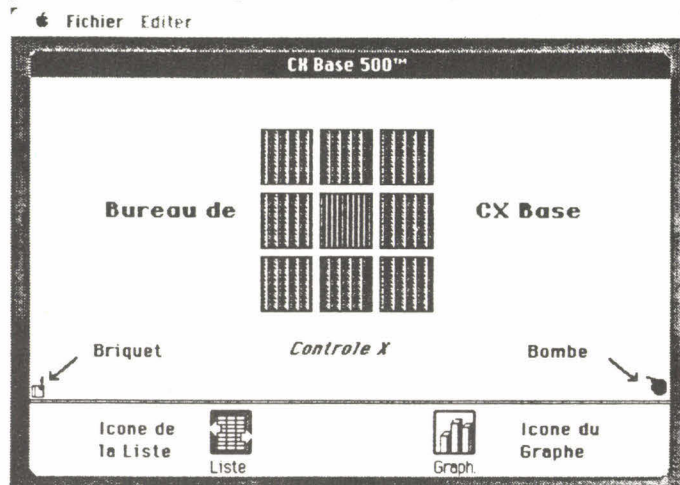 Fichier Editer
CX Base 500™
Bureau de CX Base
Briquet Controle X Bombe
Icone de
la Liste
Liste
Graph.
Icone du
Graphe